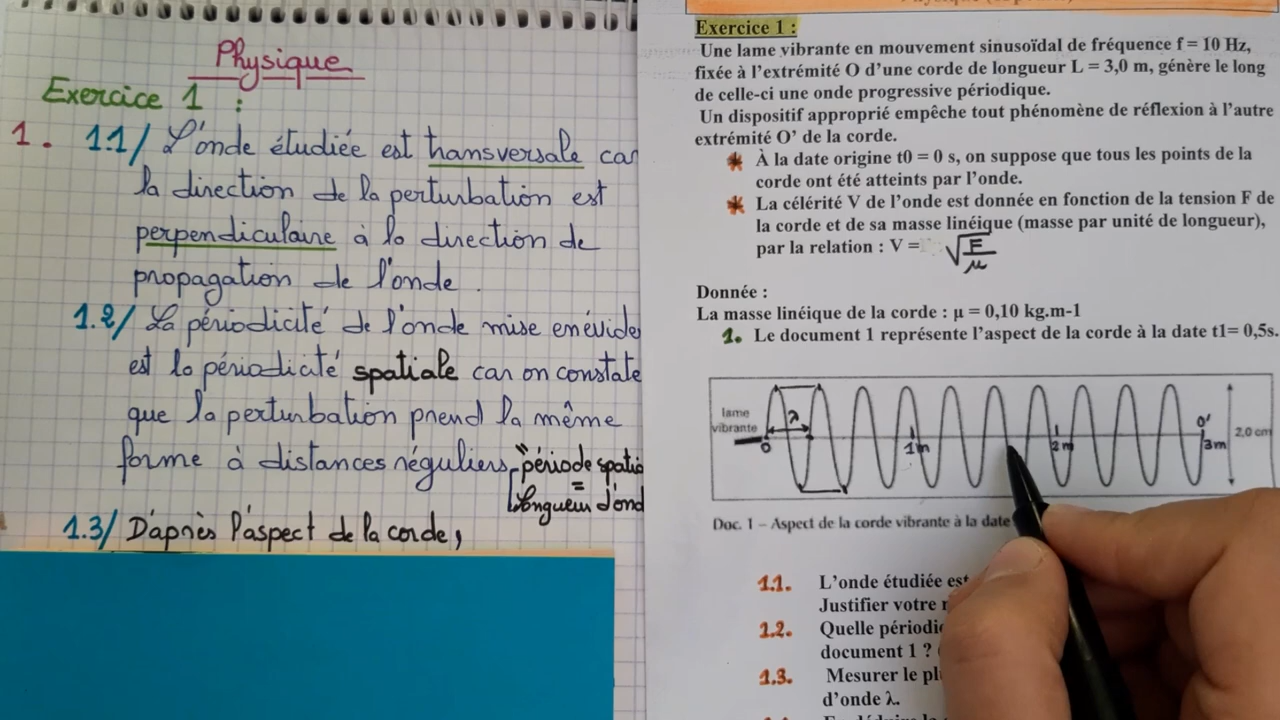 Physique
Exercice 1 :
1. 1.1/ L'onde étudiée est transversale car
la direction de la perturbation est
perpendiculaire à la direction de
propagation de l'onde.
1.2/ La périodicité de l'onde mise en évide
est la périodicité spatiale car on constate
que la perturbation prend la même
forme à distances réguliers "période spatia
=
longueur d'ond
1.3/ D'après l'aspect de la corde,
Exercice 1 :
Une lame vibrante en mouvement sinusoïdal de fréquence f = 10 Hz,
fixée à l'extrémité O d'une corde de longueur L = 3,0 m, génère le long
de celle-ci une onde progressive périodique.
Un dispositif approprié empêche tout phénomène de réflexion à l'autre
extrémité O' de la corde.
* À la date origine t0 = 0 s, on suppose que tous les points de la
corde ont été atteints par l'onde.
* La célérité V de l'onde est donnée en fonction de la tension F de
la corde et de sa masse linéique (masse par unité de longueur),
par la relation : V = √F/μ
Donnée :
La masse linéique de la corde : μ = 0,10 kg.m-1
1. Le document 1 représente l'aspect de la corde à la date t1= 0,5s.
lame
vibrante
O
λ
1m
2m
O'
3m
2,0 cm
Doc. 1 – Aspect de la corde vibrante à la date
1.1. L'onde étudiée est
Justifier votre r
1.2. Quelle périodi
document 1 ?
1.3. Mesurer le pl
d'onde λ.